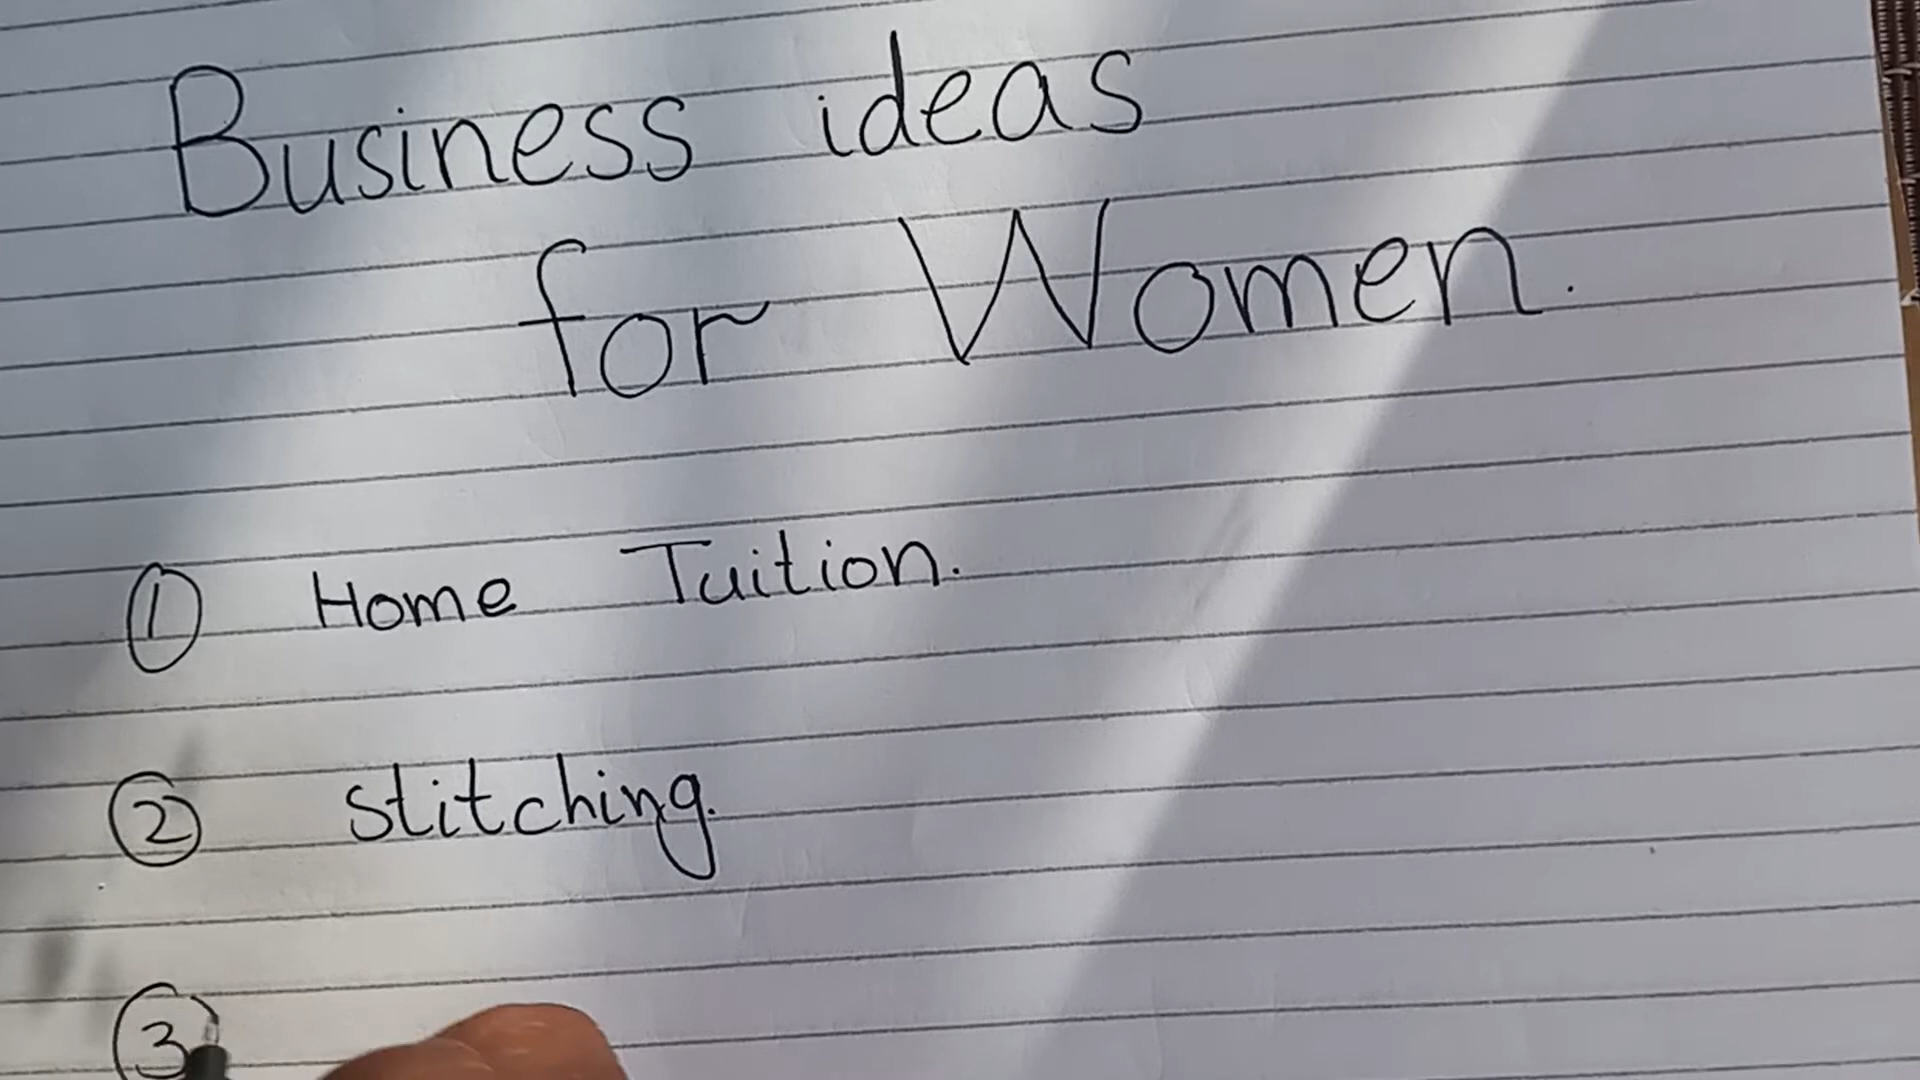 Business ideas
for Women.
① Home Tuition.
② stitching.
③